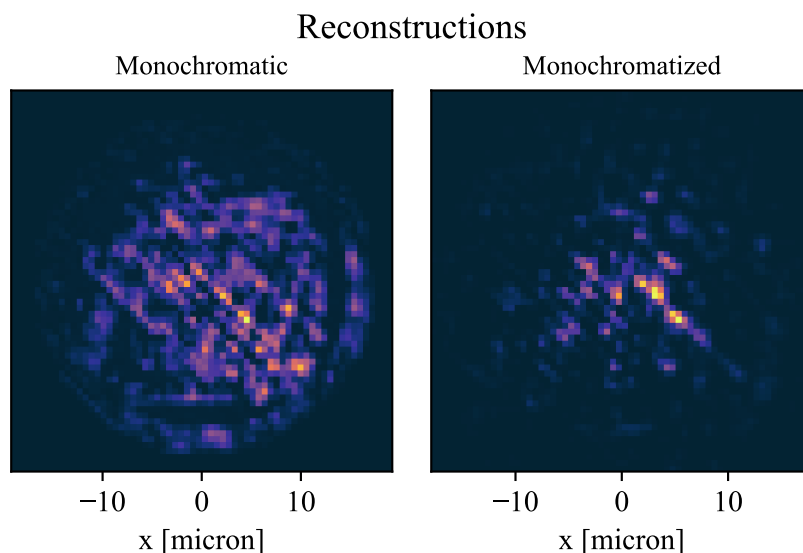 Reconstructions
Monochromatic
Monochromatized
−10 0 10
−10 0 10
x [micron]
x [micron]